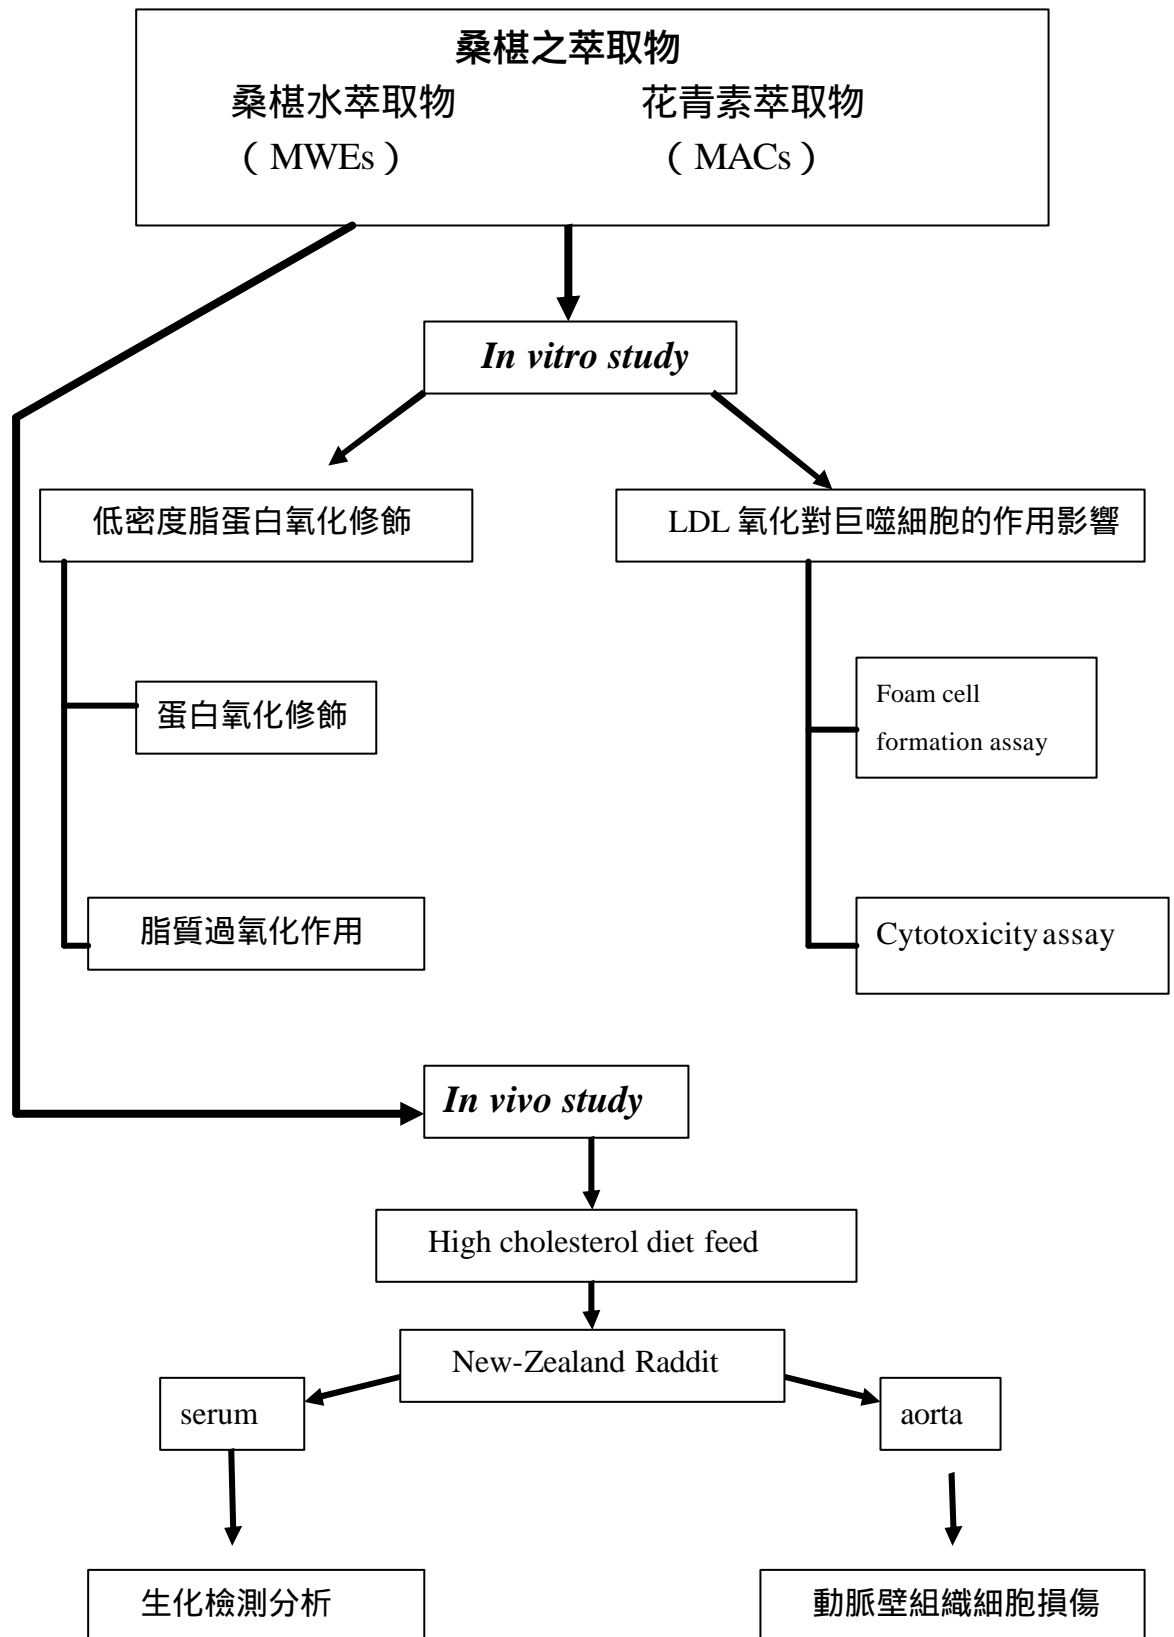 桑椹之萃取物
桑椹水萃取物 花青素萃取物
（MWEs） （MACs）
In vitro study
低密度脂蛋白氧化修飾 LDL 氧化對巨噬細胞的作用影響
蛋白氧化修飾
Foam cell
formation assay
脂質過氧化作用
Cytotoxicity assay
In vivo study
High cholesterol diet feed
New-Zealand Raddit
serum aorta
生化檢測分析 動脈壁組織細胞損傷